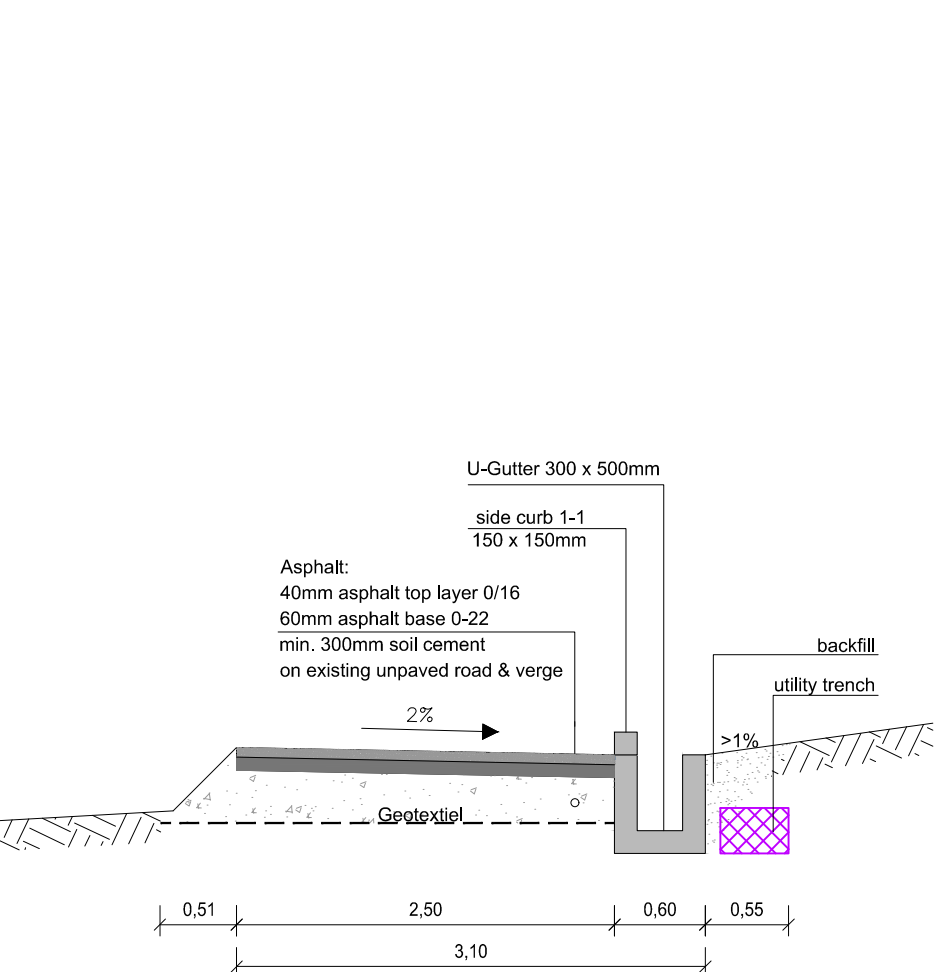 U-Gutter 300 x 500mm
side curb 1-1
150 x 150mm
Asphalt:
40mm asphalt top layer 0/16
60mm asphalt base 0-22
min. 300mm soil cement
on existing unpaved road & verge
backfill
utility trench
2%
>1%
Geotextiel
0,51 2,50 0,60 0,55
3,10